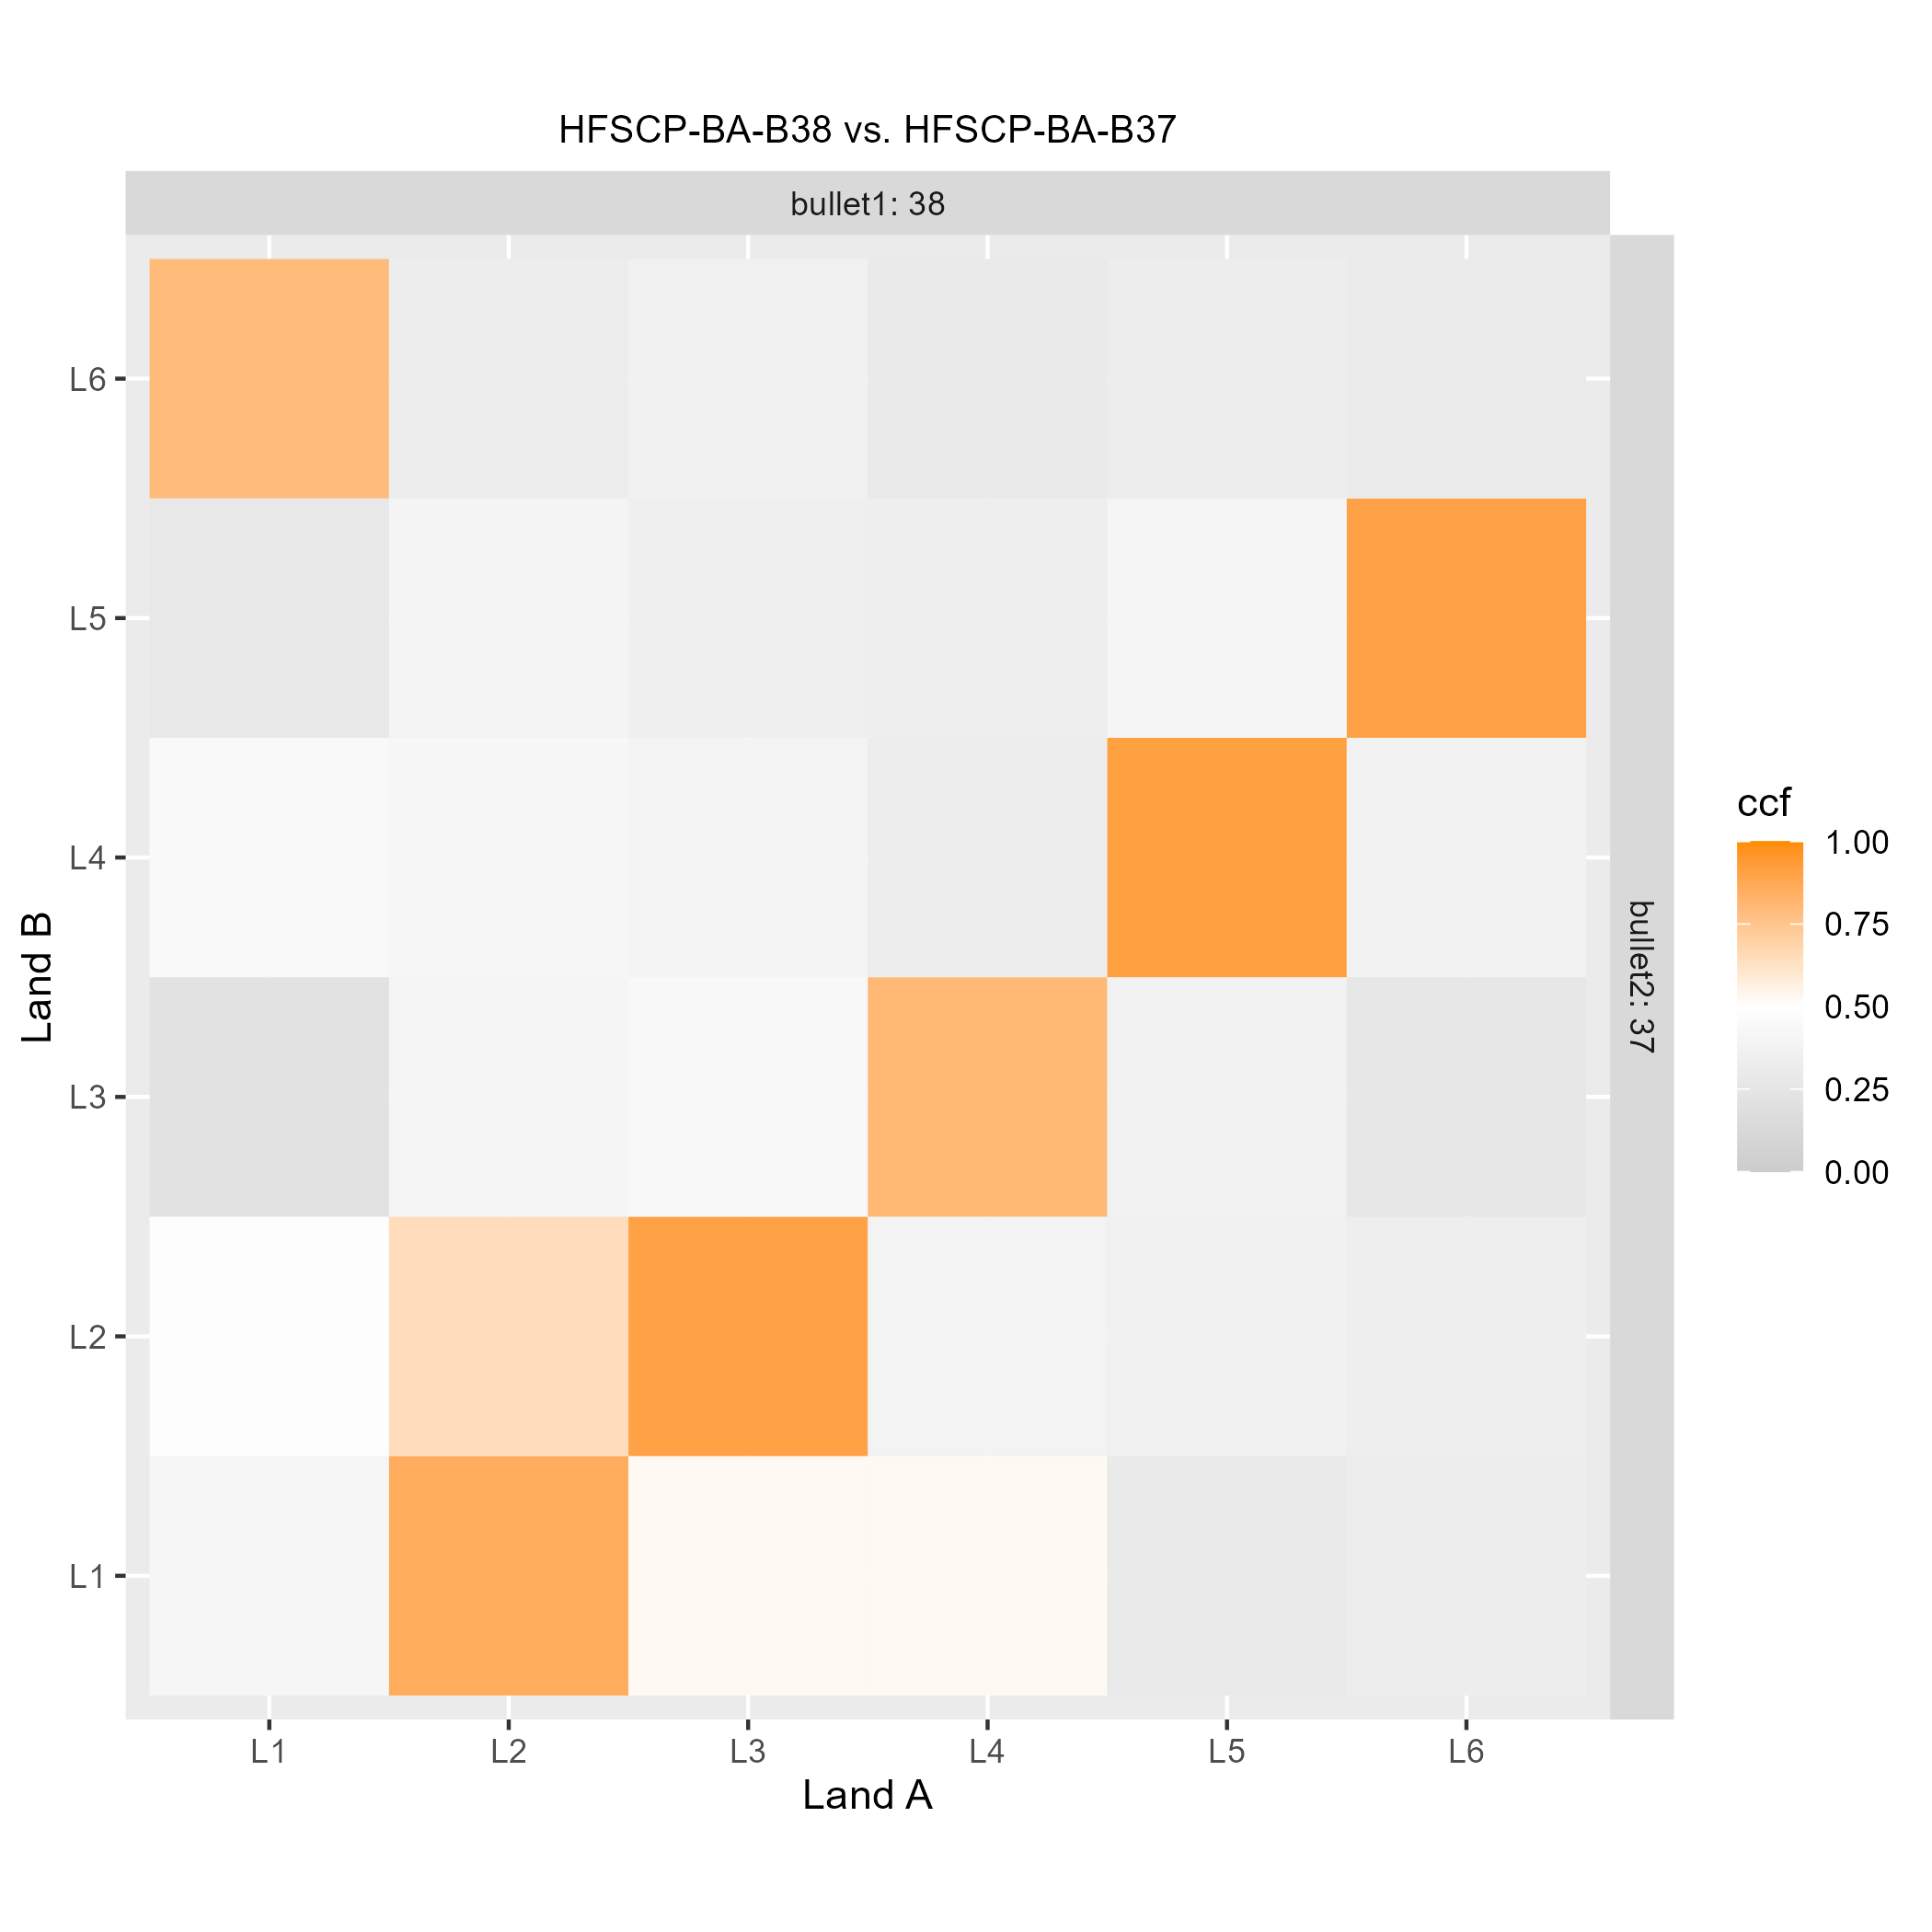 HFSCP-BA-B38 vs. HFSCP-BA-B37
bullet1: 38
L6
L5
L4
L3
L2
L1
Land B
bullet2: 37
L1 L2 L3 L4 L5 L6
Land A
ccf
1.00
0.75
0.50
0.25
0.00